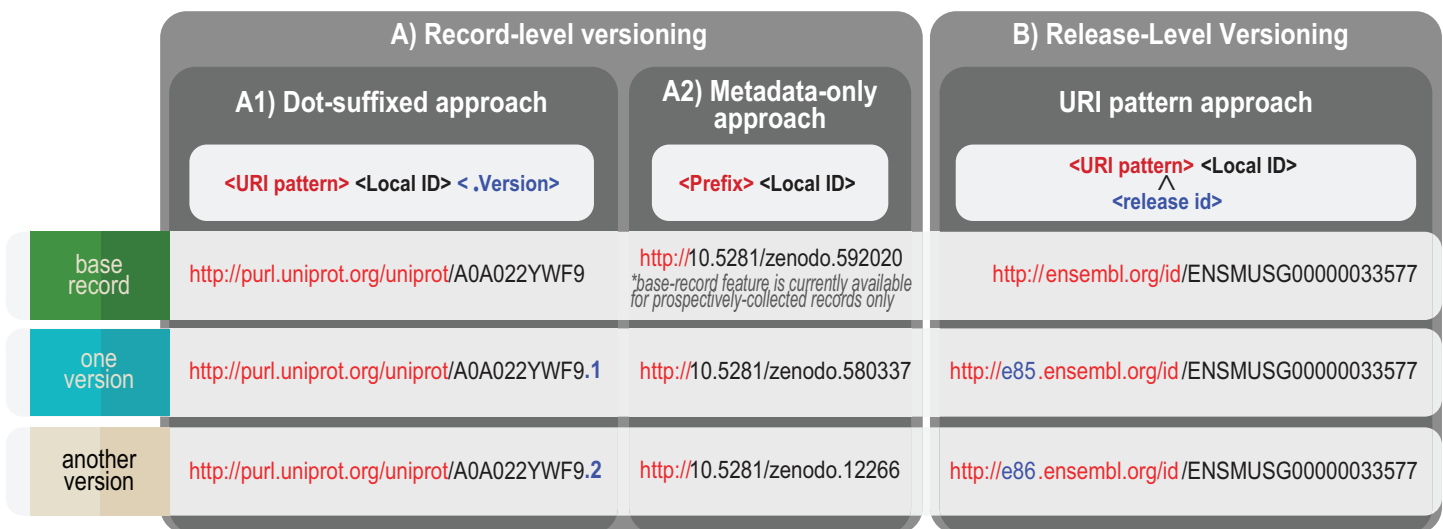 A) Record-level versioning
B) Release-Level Versioning
A1) Dot-suffixed approach
A2) Metadata-only
approach
URI pattern approach
<URI pattern> <Local ID> < .Version>
<Prefix> <Local ID>
<URI pattern> <Local ID>
^
<release id>
base
record
http://purl.uniprot.org/uniprot/A0A022YWF9
http://10.5281/zenodo.592020
*base-record feature is currently available
for prospectively-collected records only
http://ensembl.org/id/ENSMUSG00000033577
one
version
http://purl.uniprot.org/uniprot/A0A022YWF9.1
http://10.5281/zenodo.580337
http://e85.ensembl.org/id/ENSMUSG00000033577
another
version
http://purl.uniprot.org/uniprot/A0A022YWF9.2
http://10.5281/zenodo.12266
http://e86.ensembl.org/id/ENSMUSG00000033577